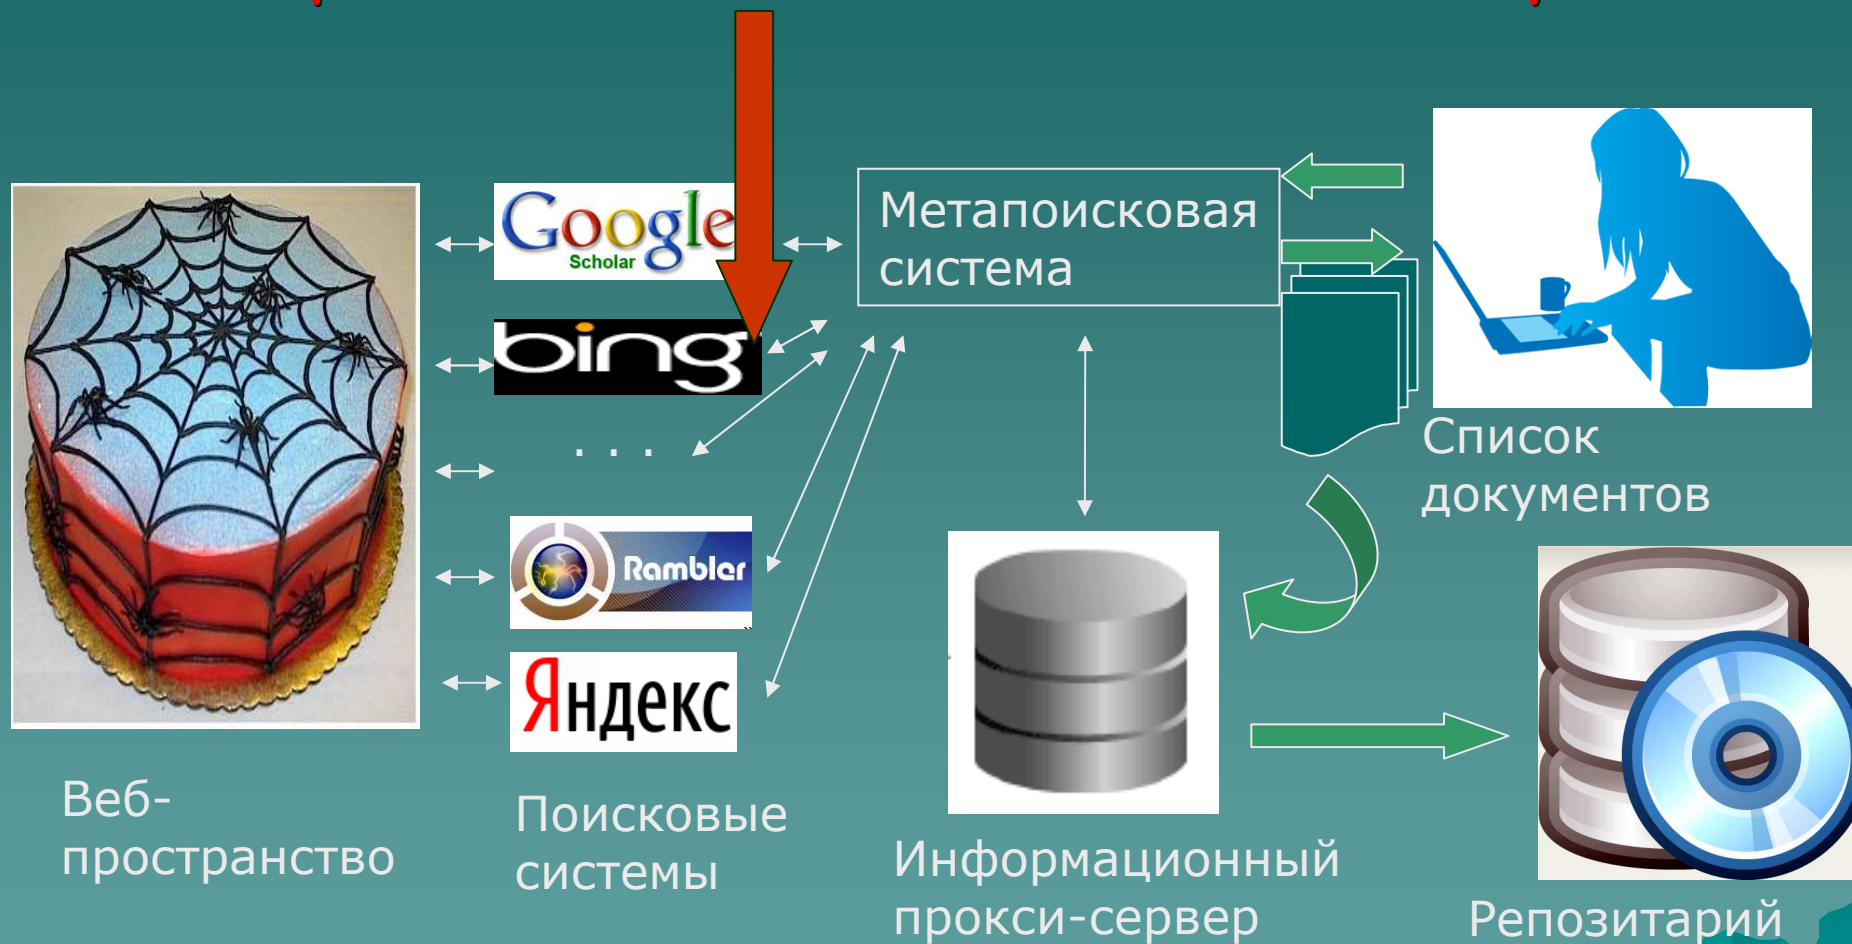 Google
Scholar
bing
. . .
Rambler
Яндекс
Метапоисковая
система
Список
документов
Веб-
пространство
Поисковые
системы
Информационный
прокси-сервер
Репозитарий